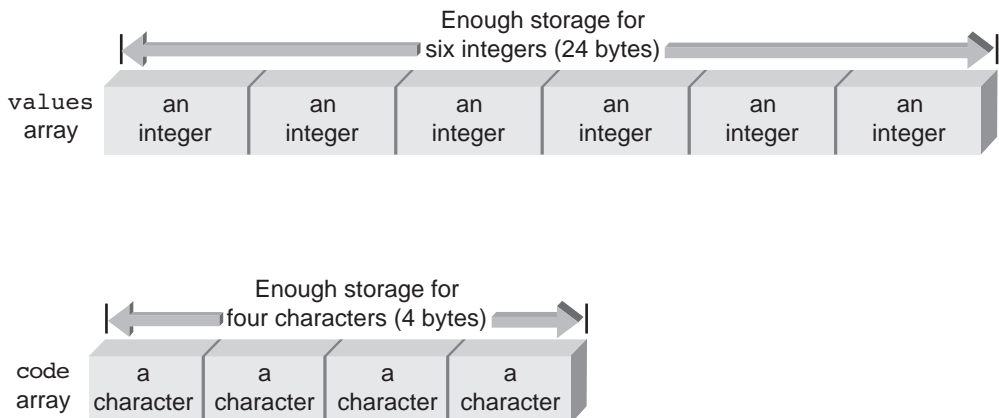 Enough storage for
six integers (24 bytes)
values
array
an
integer
an
integer
an
integer
an
integer
an
integer
an
integer
Enough storage for
four characters (4 bytes)
code
array
a
character
a
character
a
character
a
character